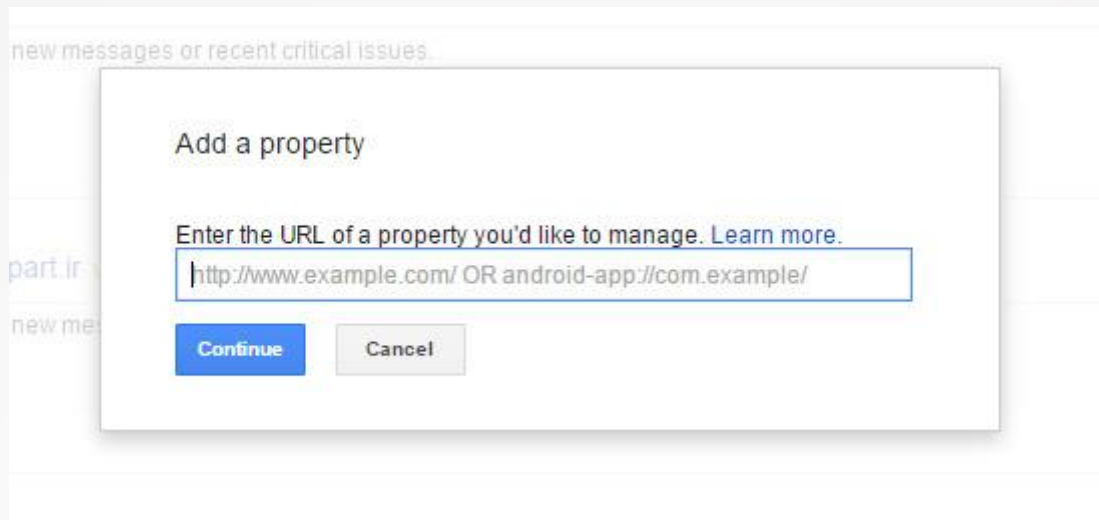 new messages or recent critical issues.
Add a property
Enter the URL of a property you'd like to manage. Learn more.
part.ir
http://www.example.com/ OR android-app://com.example/
new mes
Continue
Cancel